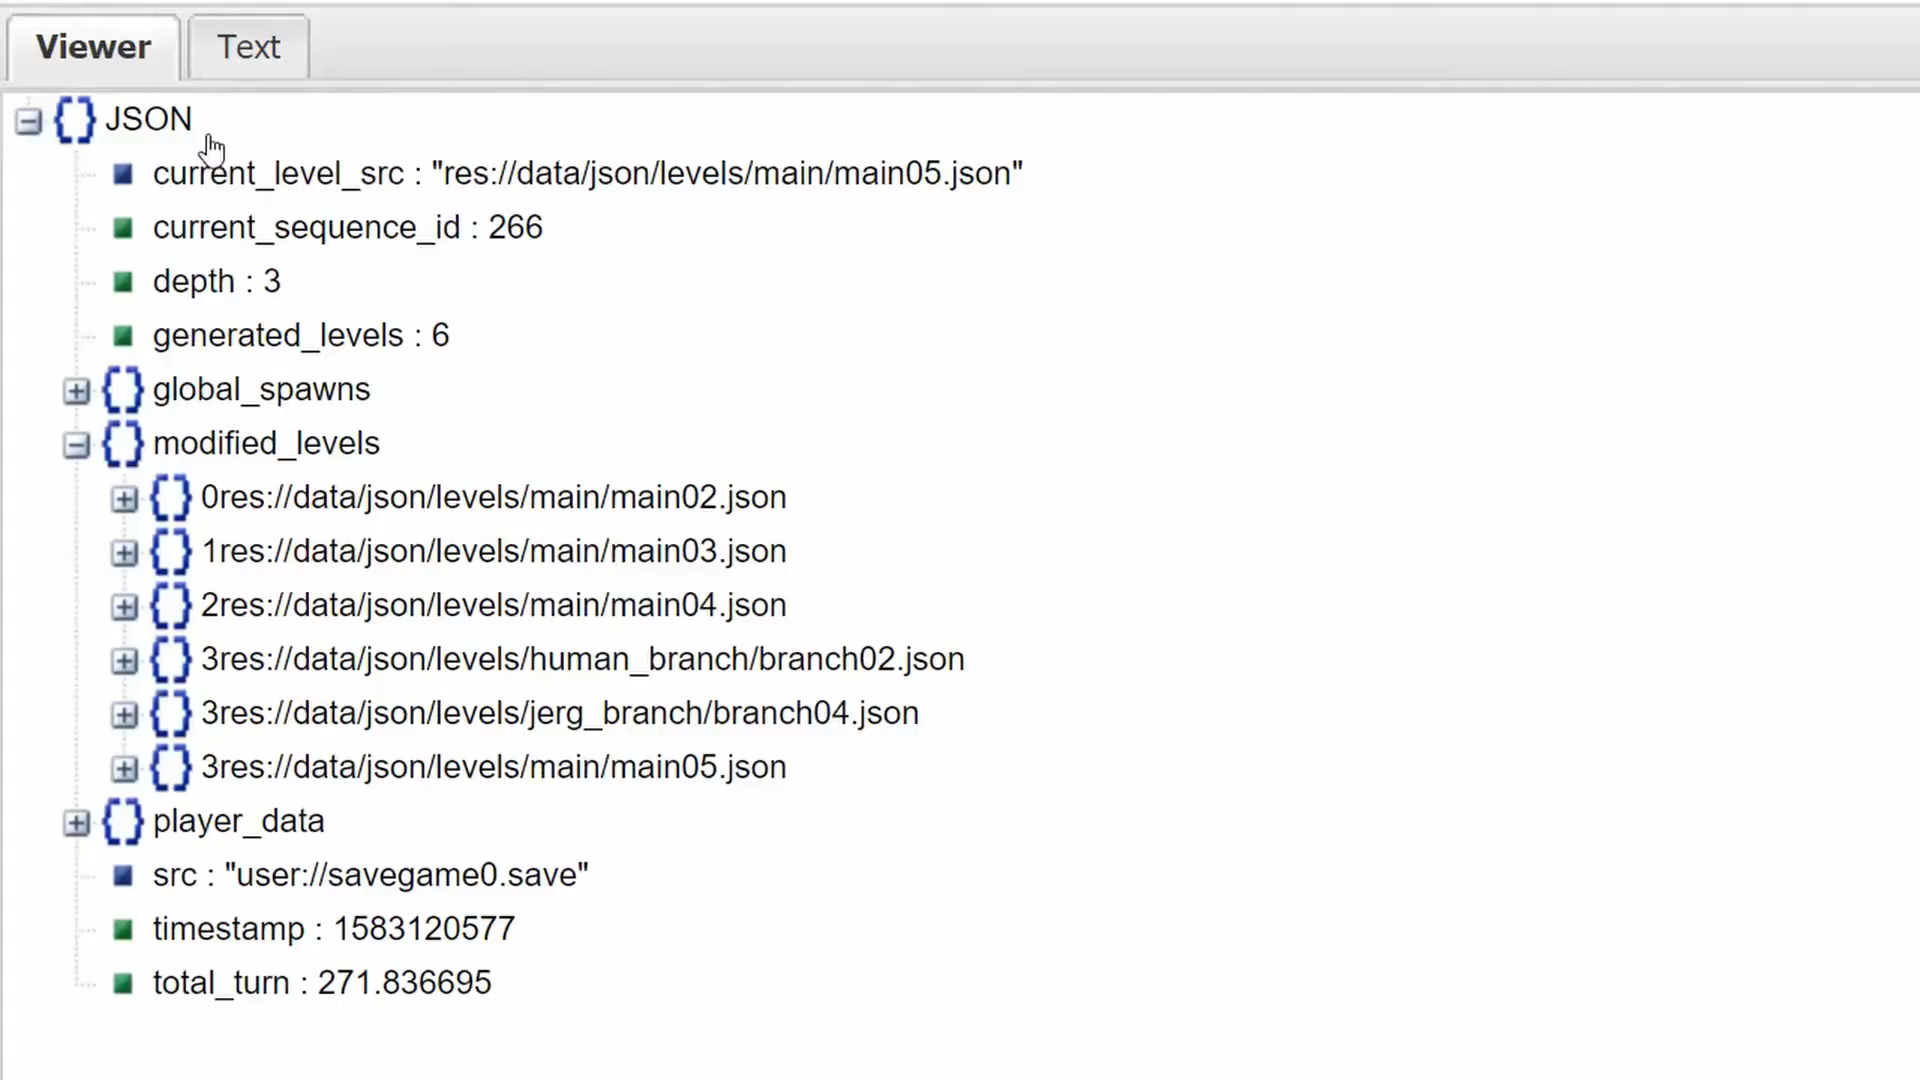 Viewer Text
JSON
current_level_src : "res://data/json/levels/main/main05.json"
current_sequence_id : 266
depth : 3
generated_levels : 6
global_spawns
modified_levels
0res://data/json/levels/main/main02.json
1res://data/json/levels/main/main03.json
2res://data/json/levels/main/main04.json
3res://data/json/levels/human_branch/branch02.json
3res://data/json/levels/jerg_branch/branch04.json
3res://data/json/levels/main/main05.json
player_data
src : "user://savegame0.save"
timestamp : 1583120577
total_turn : 271.836695